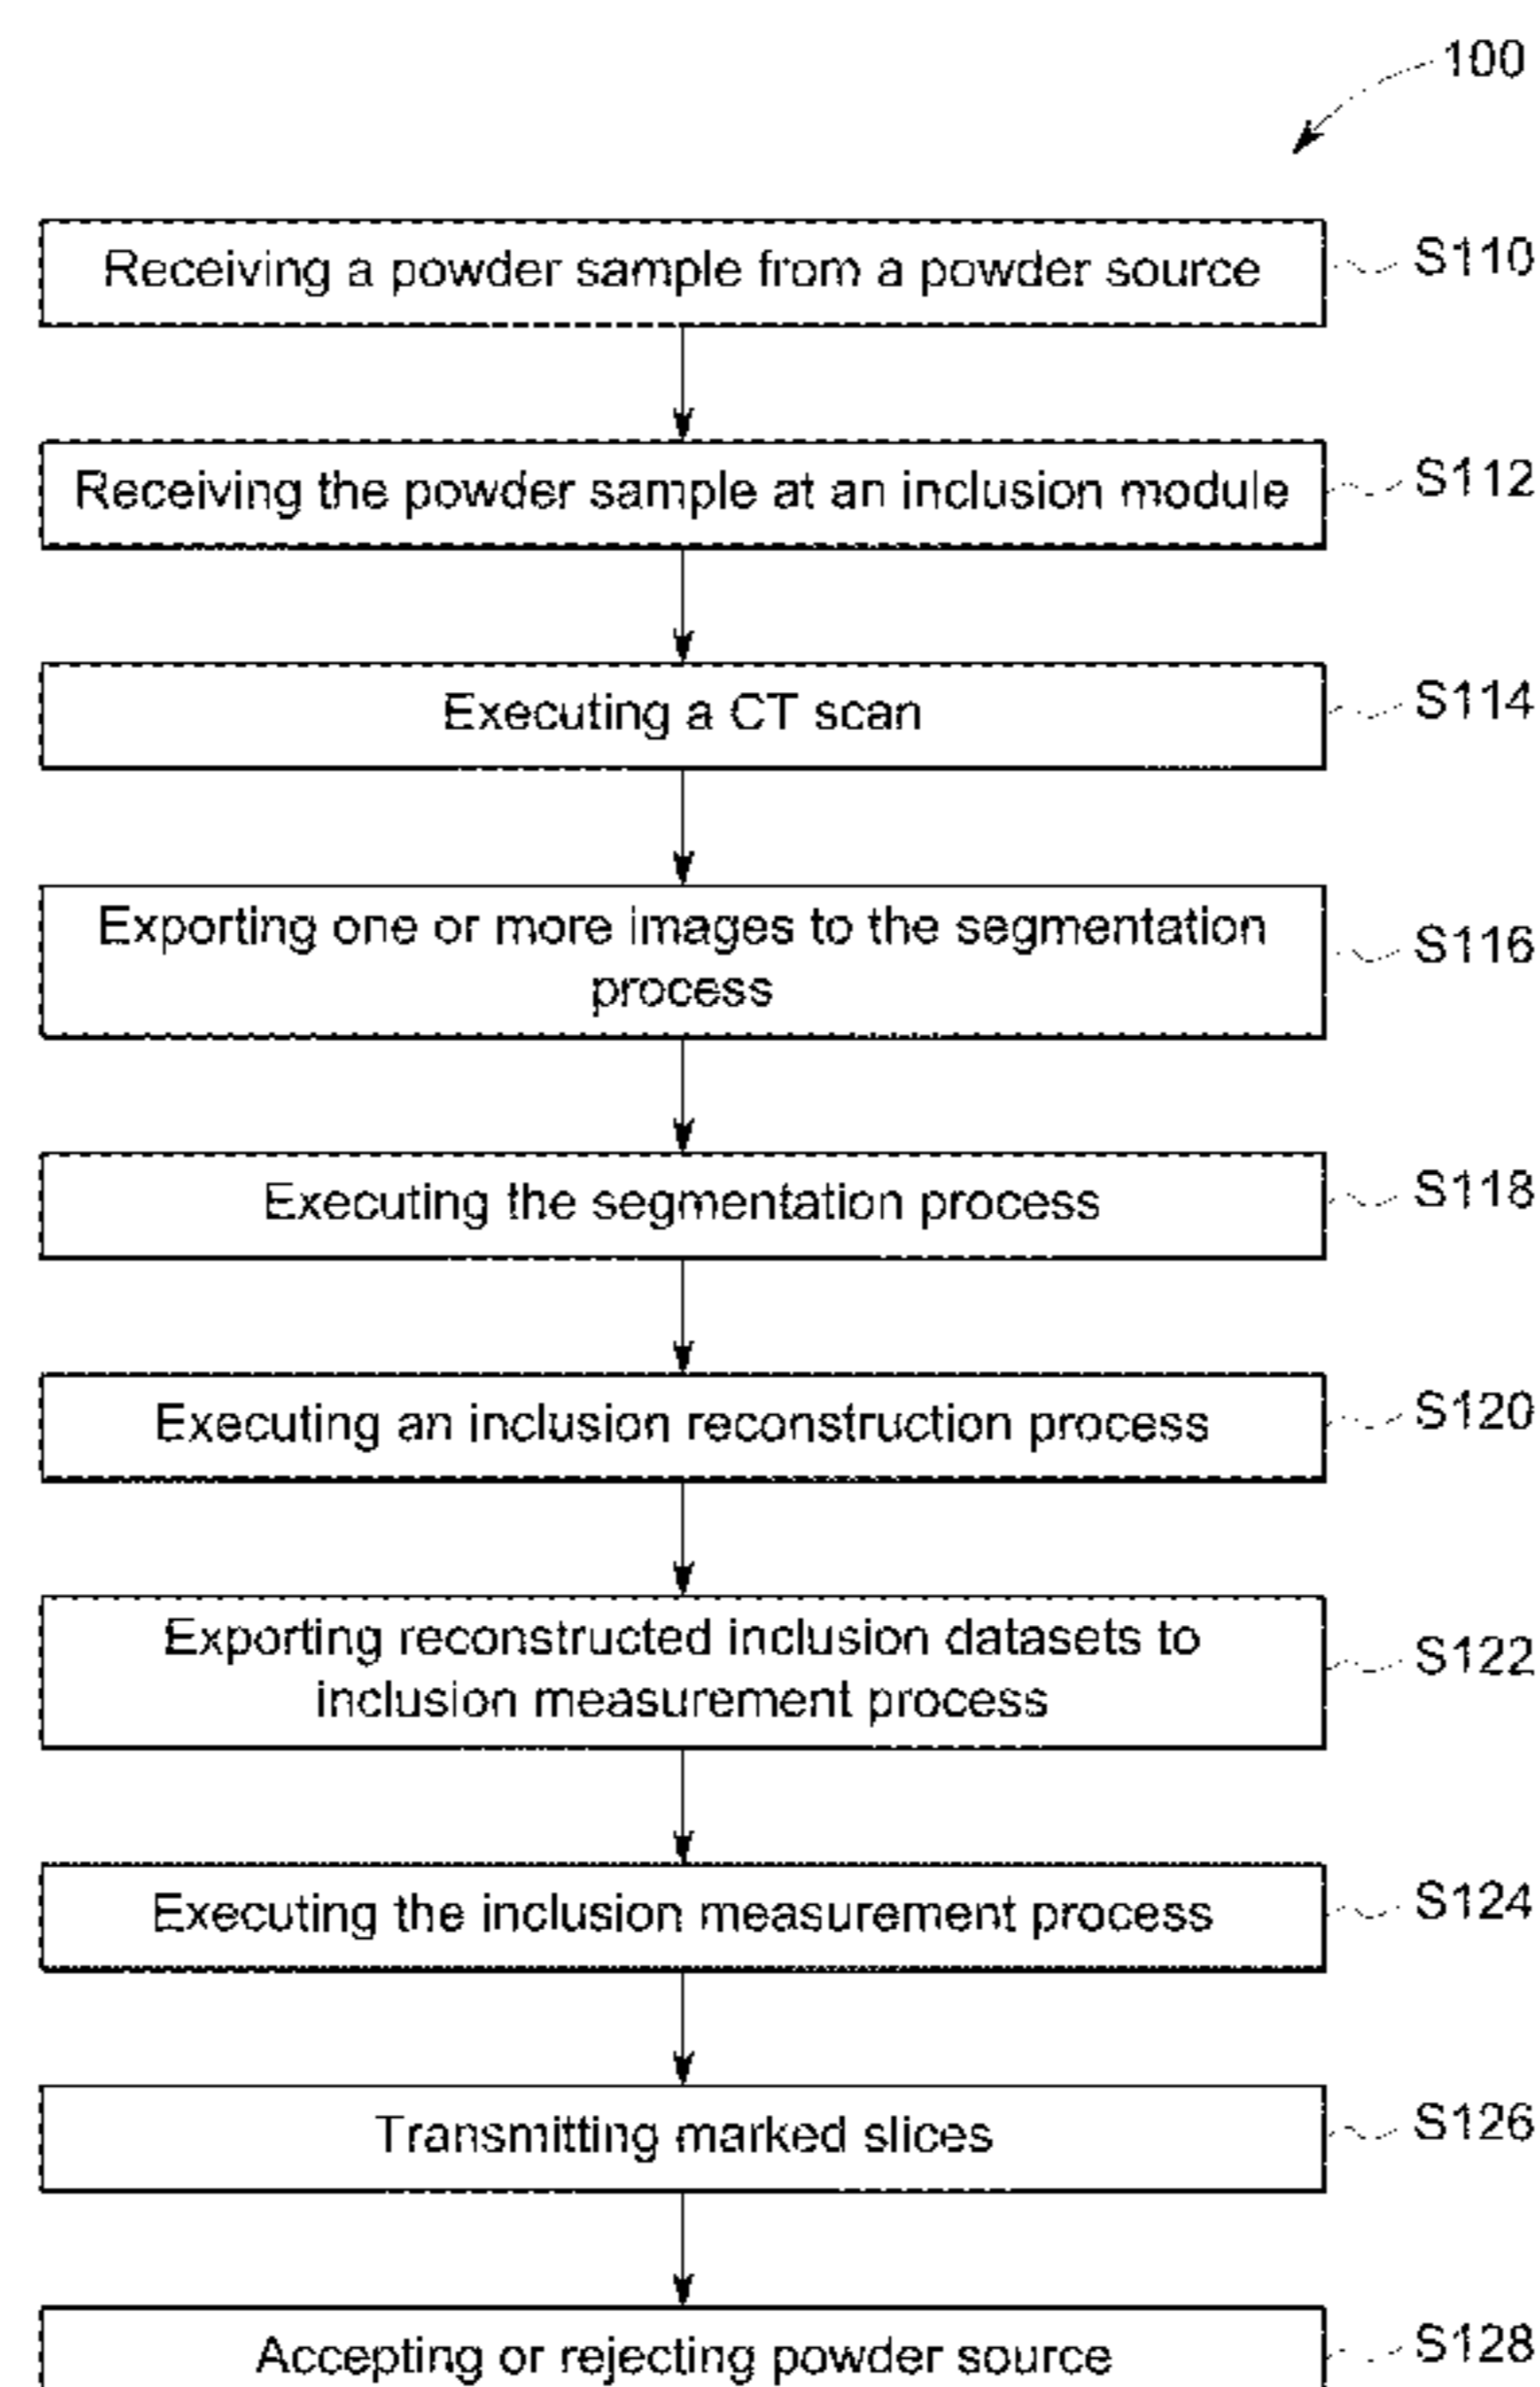 100
Receiving a powder sample from a powder source
S110
Receiving the powder sample at an inclusion module
S112
Executing a CT scan
S114
Exporting one or more images to the segmentation
process
S116
Executing the segmentation process
S118
Executing an inclusion reconstruction process
S120
Exporting reconstructed inclusion datasets to
inclusion measurement process
S122
Executing the inclusion measurement process
S124
Transmitting marked slices
S126
Accepting or rejecting powder source
S128